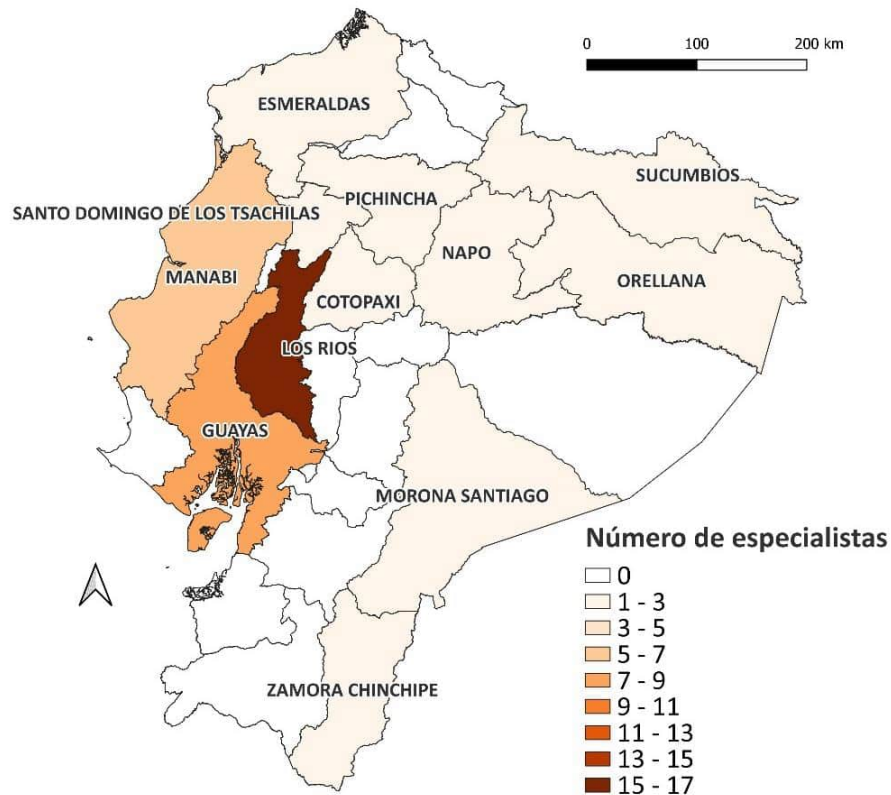 0 100 200 km
ESMERALDAS
SUCUMBIOS
PICHINCHA
SANTO DOMINGO DE LOS TSACHILAS
NAPO
MANABI
ORELLANA
COTOPAXI
LOS RIOS
GUAYAS
MORONA SANTIAGO
ZAMORA CHINCHIPE
Número de especialistas
0
1 - 3
3 - 5
5 - 7
7 - 9
9 - 11
11 - 13
13 - 15
15 - 17